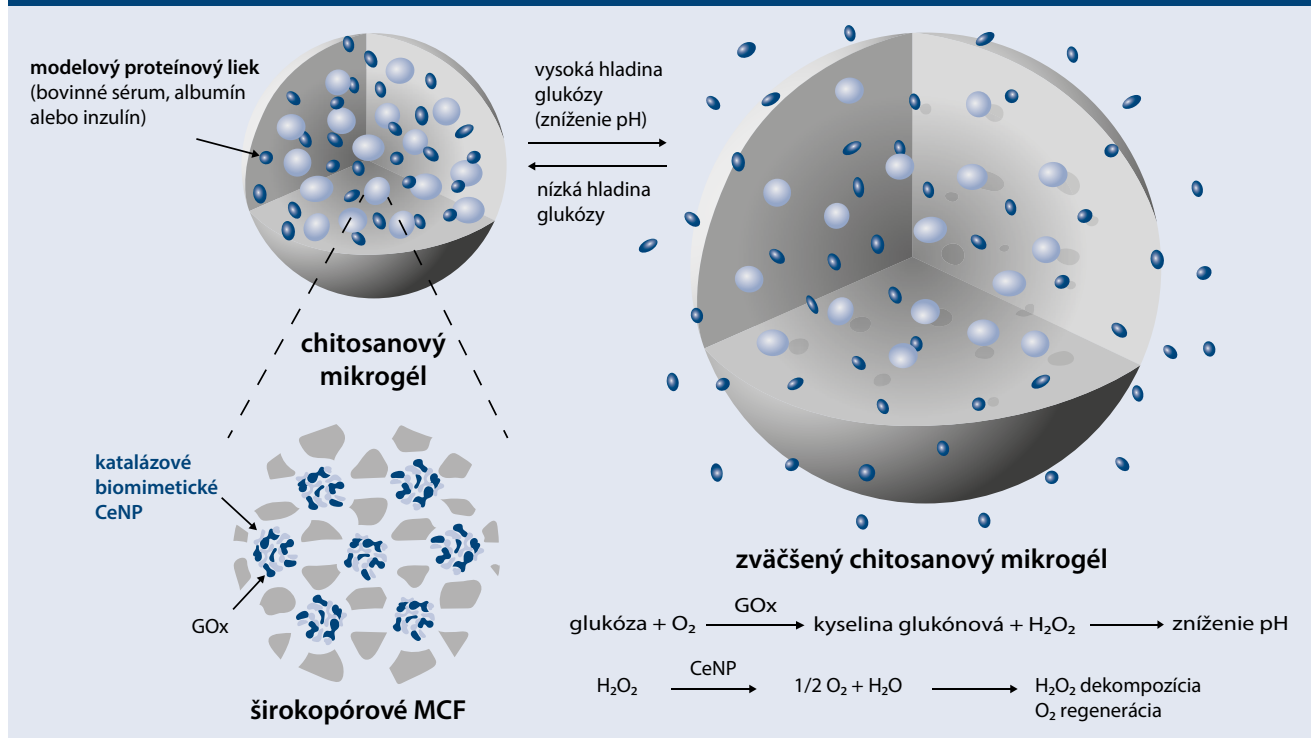 modelový proteínový liek
(bovinné sérum, albumín
alebo inzulín)
vysoká hladina
glukózy
(zníženie pH)
nízká hladina
glukózy
chitosanový
mikrogél
katalázové
biomimetické
CeNP
GOx
širokopórové MCF
zväčšený chitosanový mikrogél
glukóza + O₂ GOx kyselina glukónová + H₂O₂ zníženie pH
H₂O₂ CeNP 1/2 O₂ + H₂O H₂O₂ dekompozícia
O₂ regenerácia